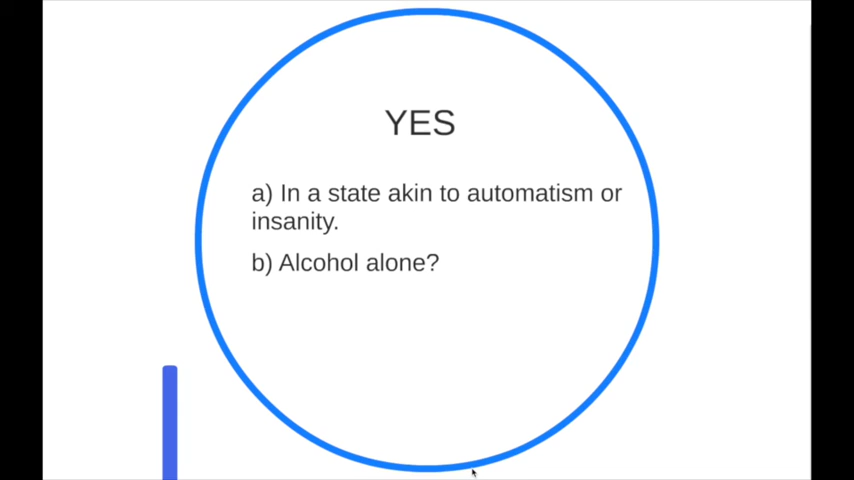 YES
a) In a state akin to automatism or
insanity.
b) Alcohol alone?